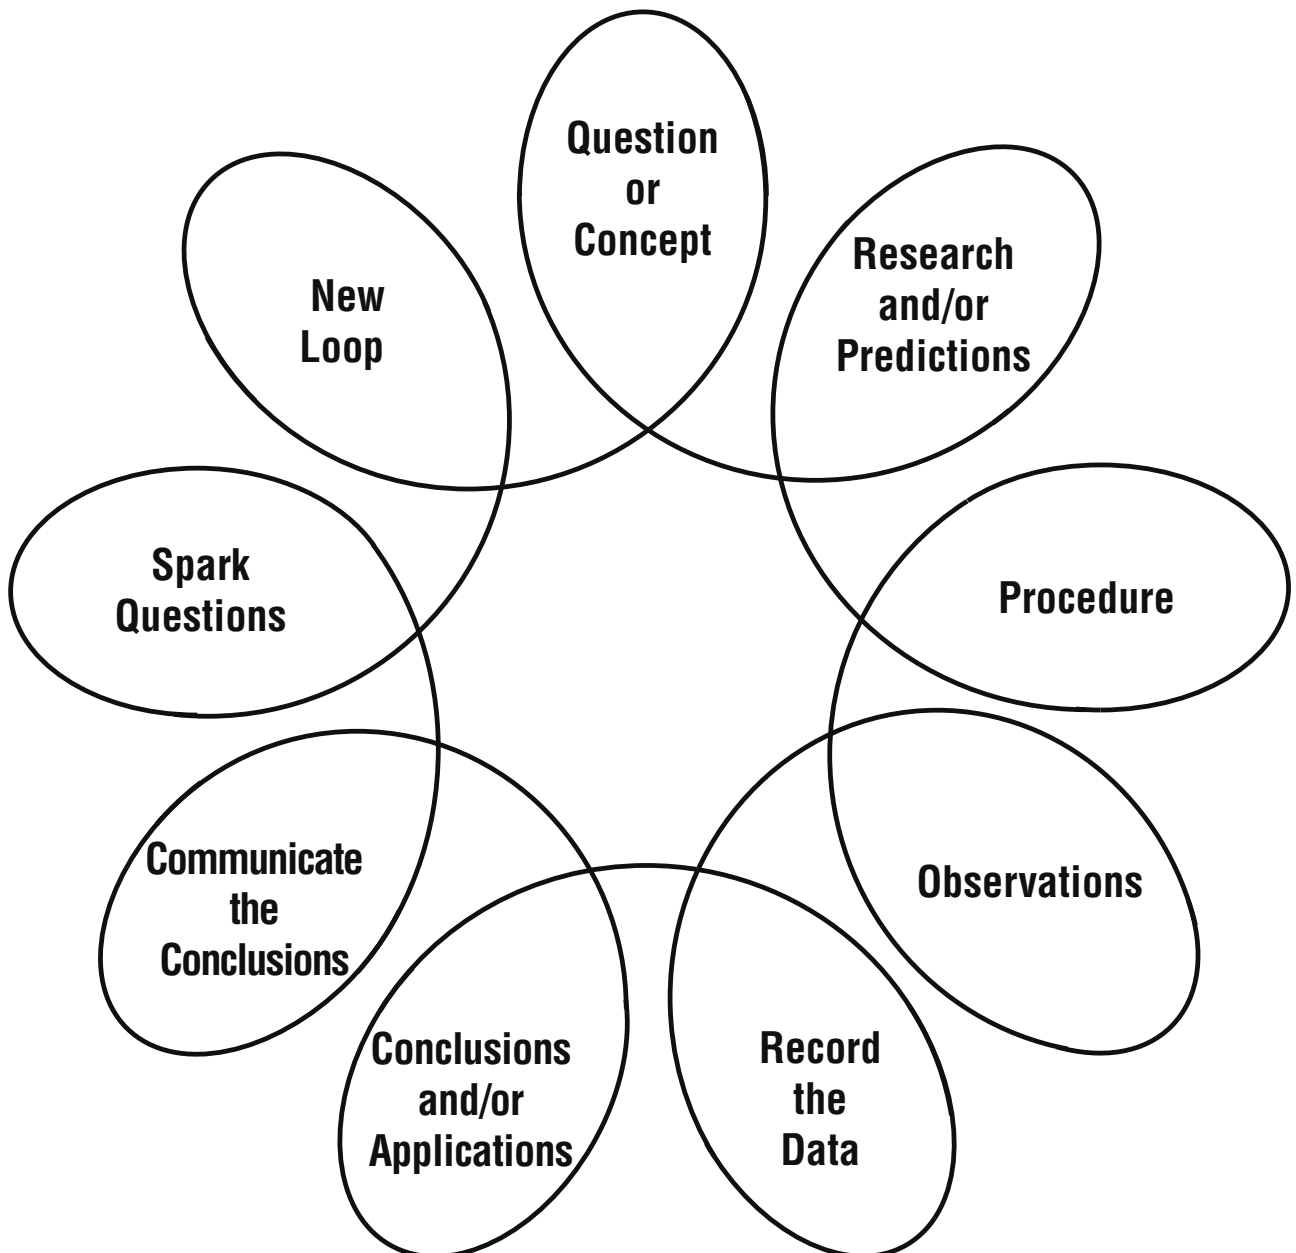 Question
or
Concept
Research
and/or
Predictions
Procedure
Observations
Record
the
Data
Conclusions
and/or
Applications
Communicate
the
Conclusions
Spark
Questions
New
Loop